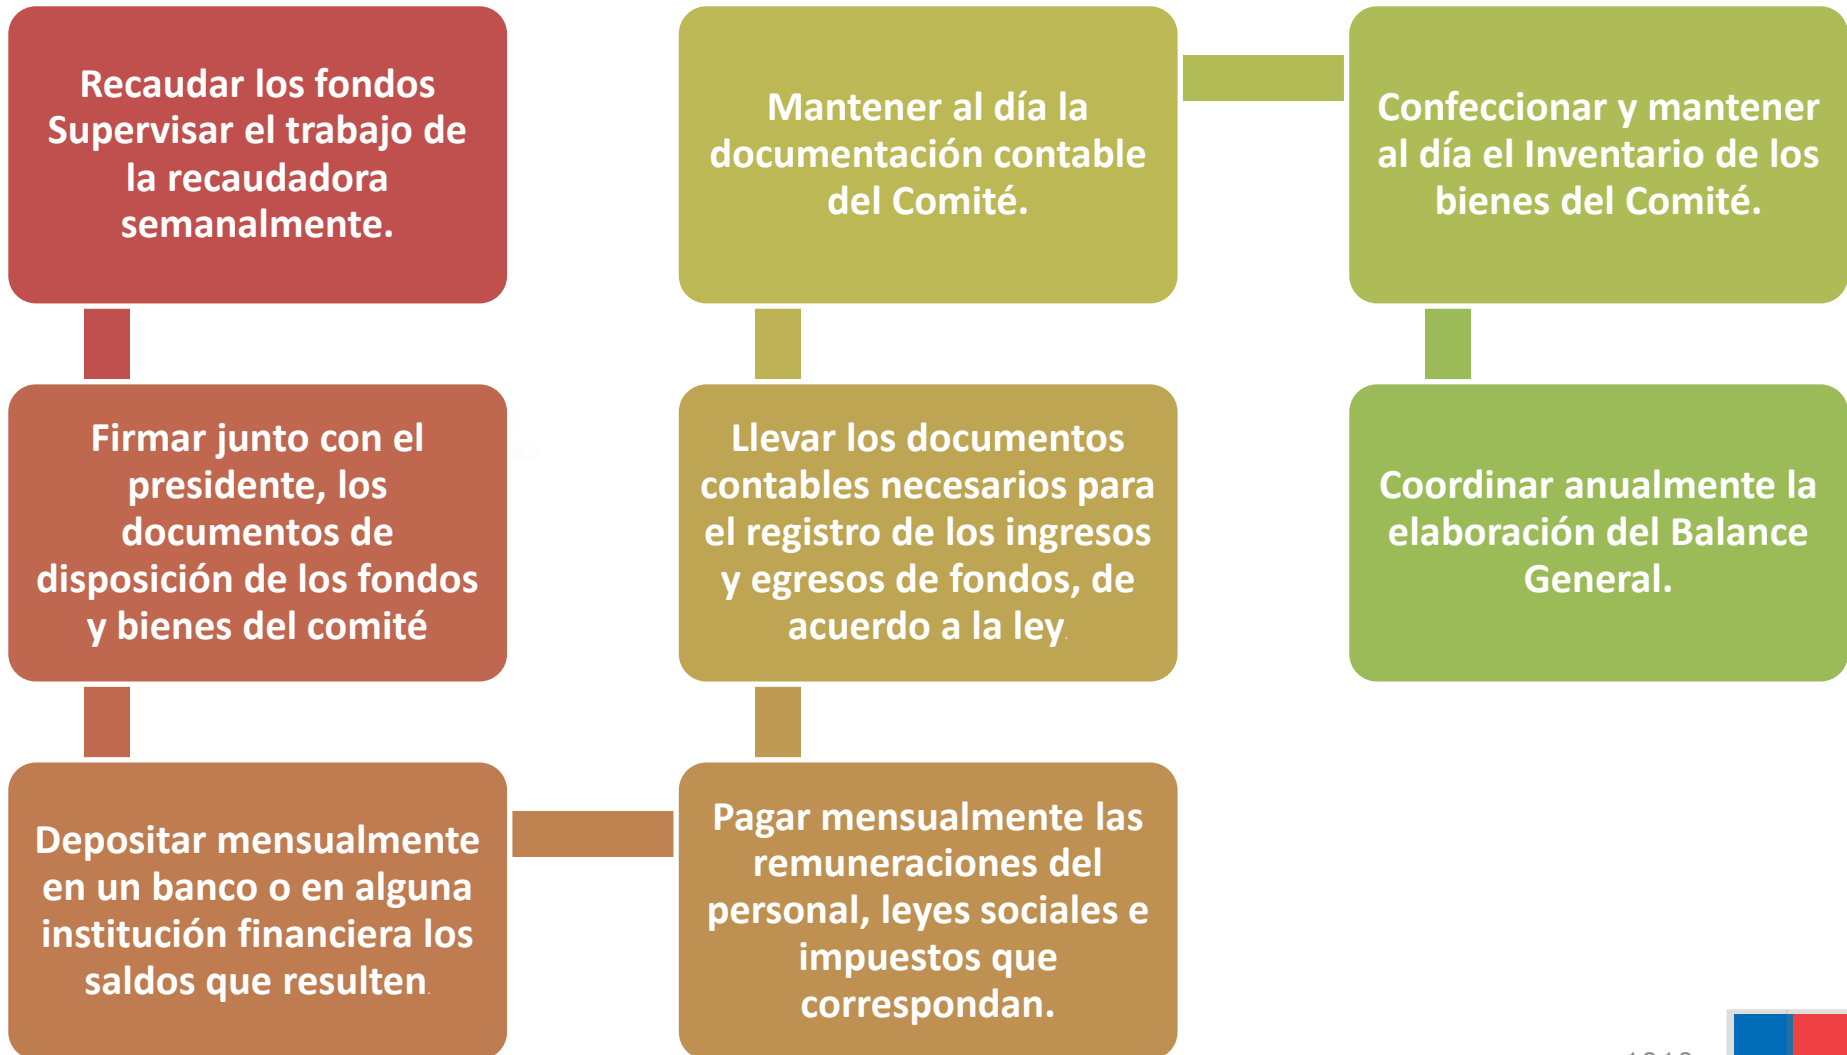 Recaudar los fondos
Supervisar el trabajo de
la recaudadora
semanalmente.
Firmar junto con el
presidente, los
documentos de
disposición de los fondos
y bienes del comité
Depositar mensualmente
en un banco o en alguna
institución financiera los
saldos que resulten.
Pagar mensualmente las
remuneraciones del
personal, leyes sociales e
impuestos que
correspondan.
Llevar los documentos
contables necesarios para
el registro de los ingresos
y egresos de fondos, de
acuerdo a la ley.
Mantener al día la
documentación contable
del Comité.
Confeccionar y mantener
al día el Inventario de los
bienes del Comité.
Coordinar anualmente la
elaboración del Balance
General.